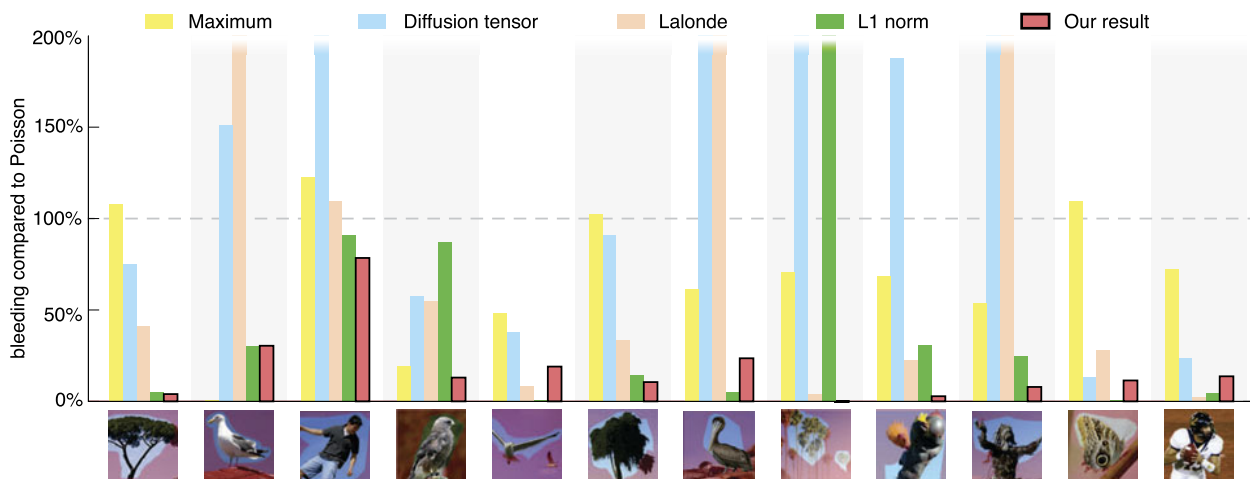 Maximum Diffusion tensor Lalonde L1 norm Our result
bleeding compared to Poisson
200%
150%
100%
50%
0%